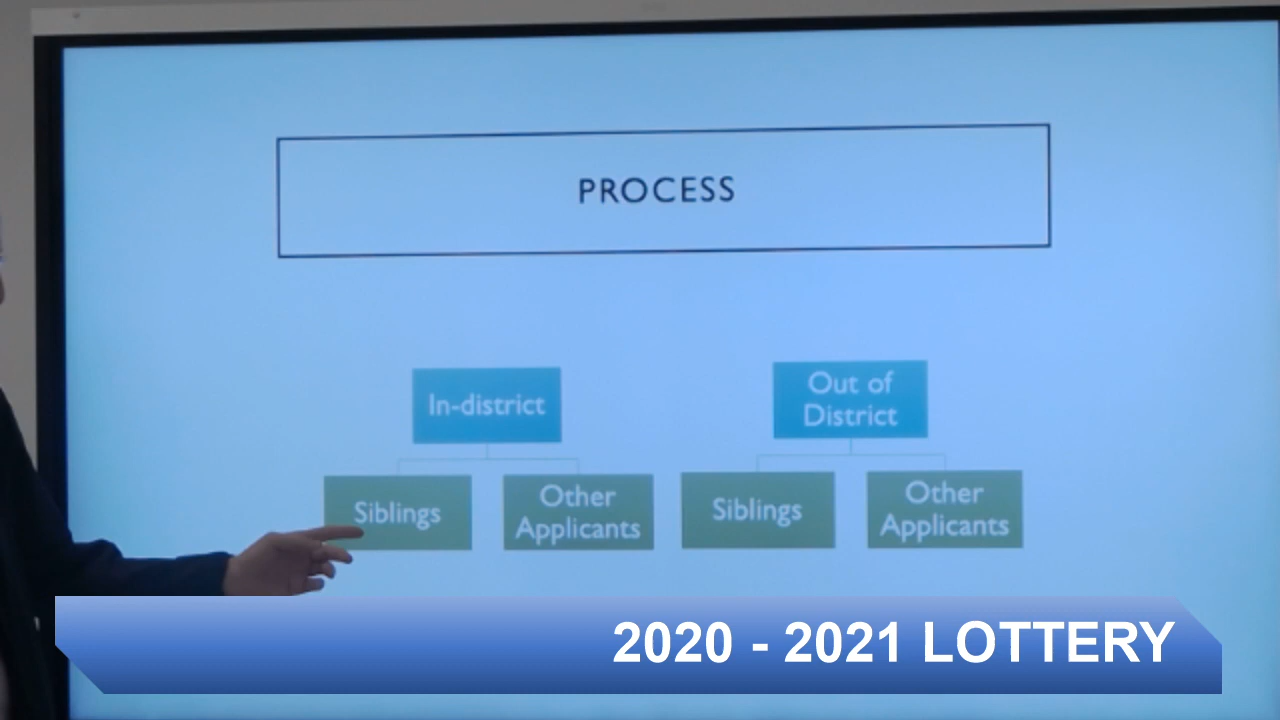 PROCESS
In-district
Out of
District
Siblings
Other
Applicants
Siblings
Other
Applicants
2020 - 2021 LOTTERY